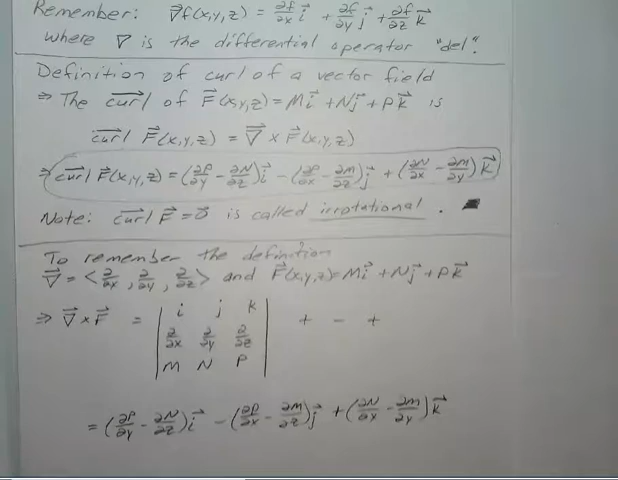 Remember: ∇⃗f(x,y,z) = ∂f/∂x i⃗ + ∂f/∂y j⃗ + ∂f/∂z k⃗
where ∇ is the differential operator "del".
Definition of curl of a vector field
⇒ The curl of F⃗(x,y,z) = Mi⃗ + Nj⃗ + Pk⃗ is
curl F⃗(x,y,z) = ∇⃗ × F⃗(x,y,z)
⇒ curl F⃗(x,y,z) = (∂P/∂y - ∂N/∂z)i⃗ - (∂P/∂x - ∂M/∂z)j⃗ + (∂N/∂x - ∂M/∂y)k⃗
Note: curl F⃗ = 0⃗ is called irrotational.
To remember the definition
∇⃗ = <∂/∂x, ∂/∂y, ∂/∂z> and F⃗(x,y,z) = Mi⃗ + Nj⃗ + Pk⃗
⇒ ∇⃗ × F⃗ = | i j k | + - +
∂/∂x ∂/∂y ∂/∂z
M N P
= (∂P/∂y - ∂N/∂z)i⃗ - (∂P/∂x - ∂M/∂z)j⃗ + (∂N/∂x - ∂M/∂y)k⃗